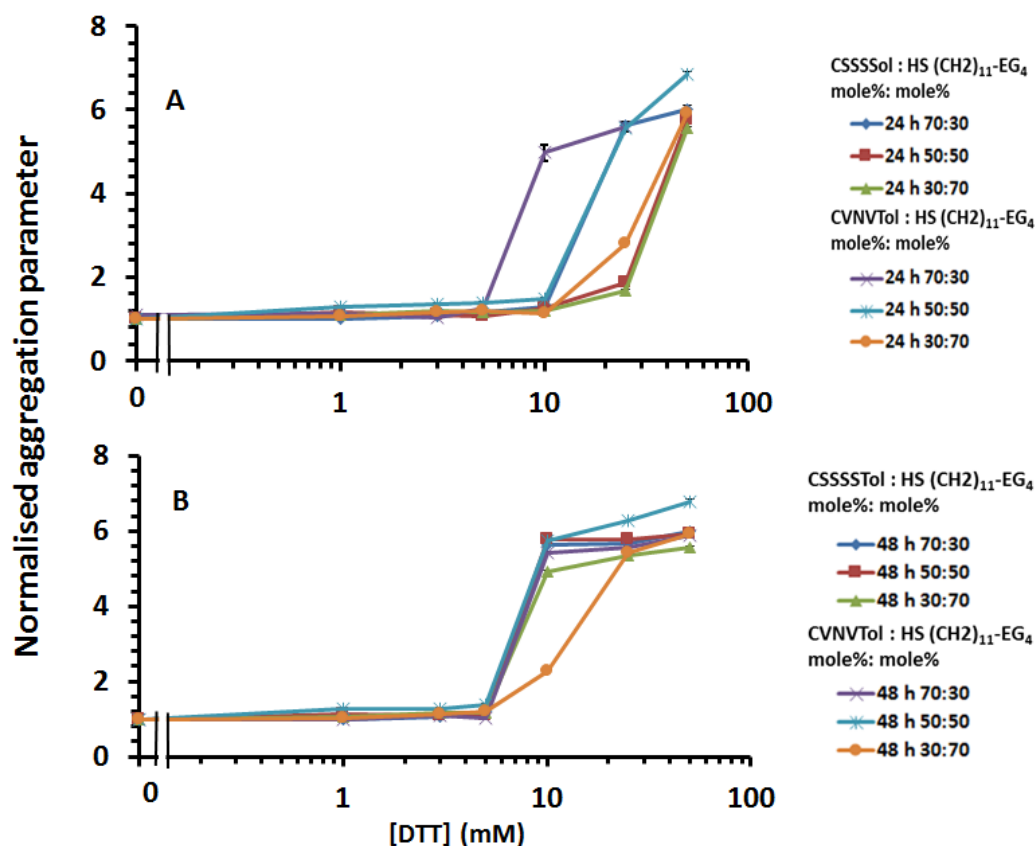 Normalised aggregation parameter
A
8
6
4
2
0
0
1
10
100
CSSSSol : HS (CH2)11-EG4
mole%: mole%
24 h 70:30
24 h 50:50
24 h 30:70
CVNVTol : HS (CH2)11-EG4
mole%: mole%
24 h 70:30
24 h 50:50
24 h 30:70
B
8
6
4
2
0
0
1
10
100
[DTT] (mM)
CSSSSTol : HS (CH2)11-EG4
mole%: mole%
48 h 70:30
48 h 50:50
48 h 30:70
CVNVTol : HS (CH2)11-EG4
mole%: mole%
48 h 70:30
48 h 50:50
48 h 30:70